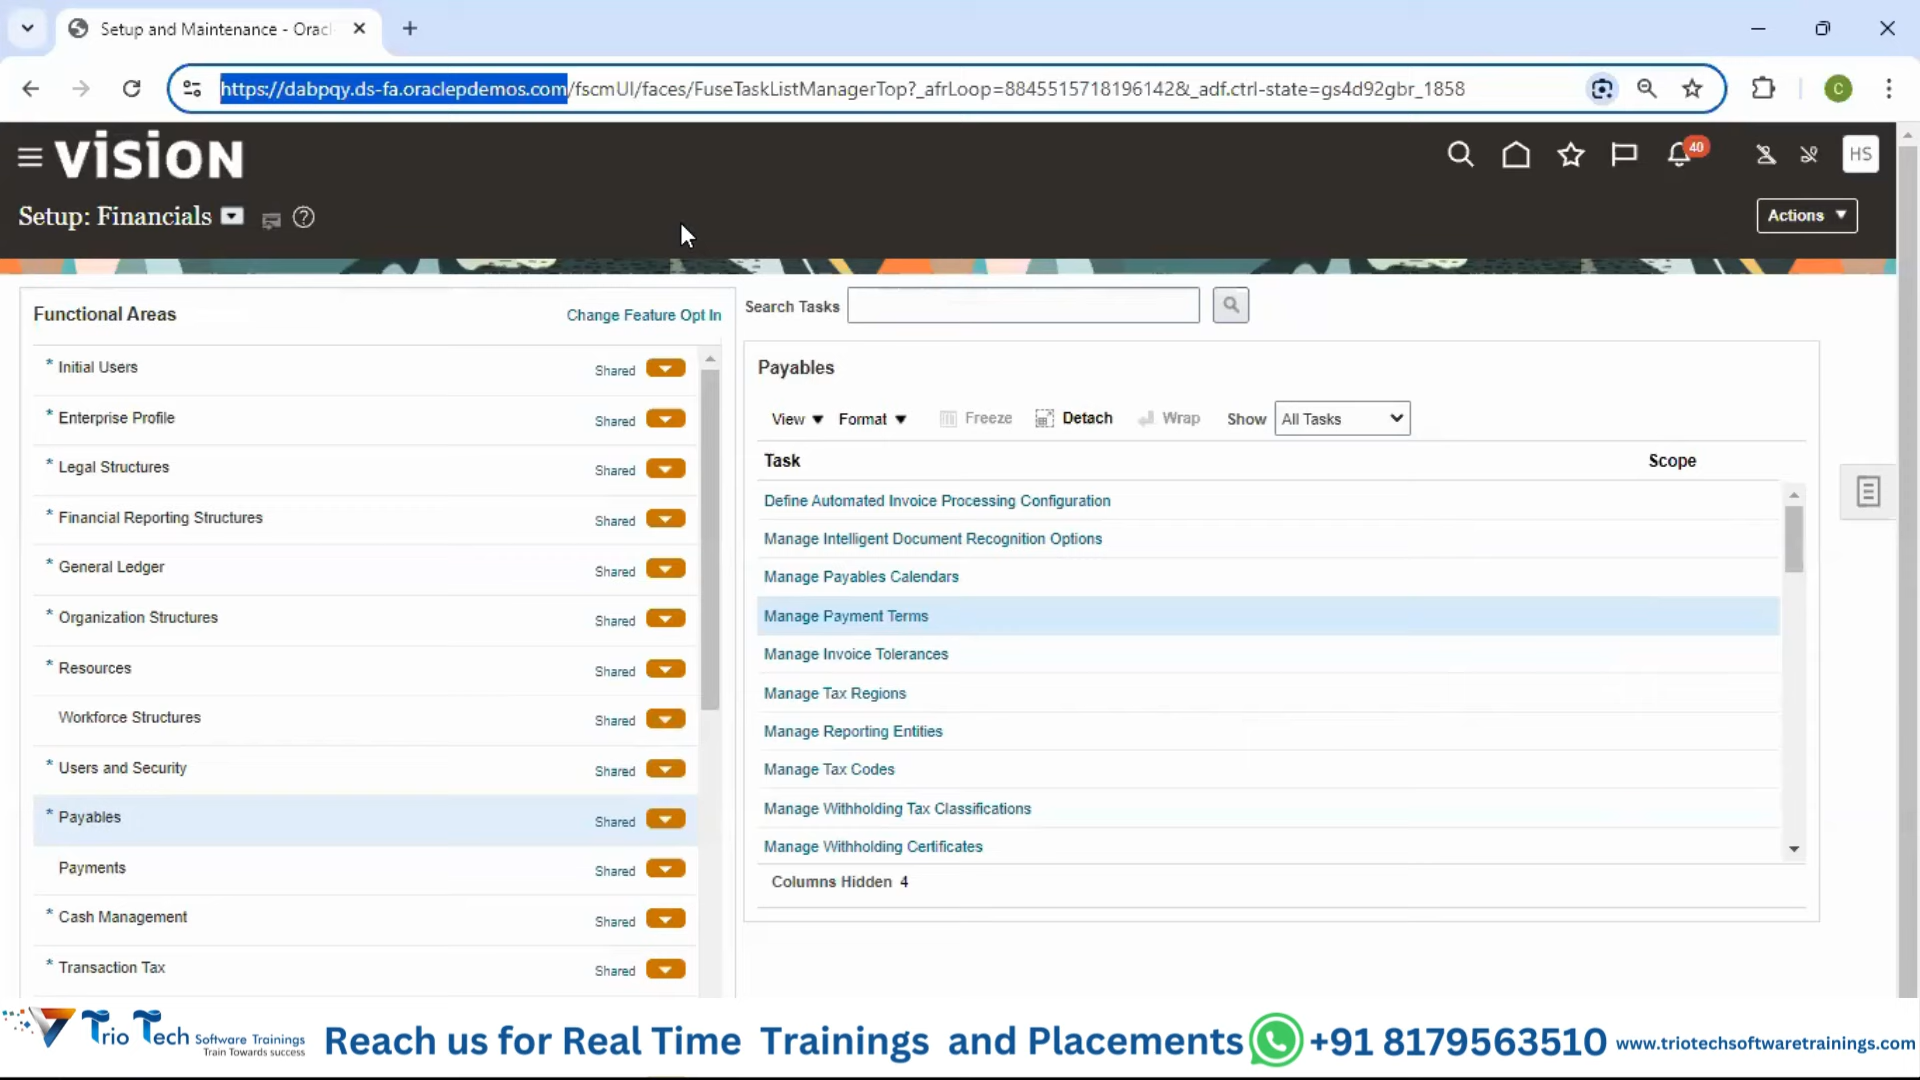 Setup and Maintenance - Orac
https://dabpqy.ds-fa.oraclepdemos.com/fscmUI/faces/FuseTaskListManagerTop?_afrLoop=8845515718196142&_adf.ctrl-state=gs4d92gbr_1858
C
VISION
40
HS
Setup: Financials
Actions
Functional Areas
Change Feature Opt In
* Initial Users Shared
* Enterprise Profile Shared
* Legal Structures Shared
* Financial Reporting Structures Shared
* General Ledger Shared
* Organization Structures Shared
* Resources Shared
Workforce Structures Shared
* Users and Security Shared
* Payables Shared
Payments Shared
* Cash Management Shared
* Transaction Tax Shared
Search Tasks
Payables
View Format Freeze Detach Wrap Show All Tasks
Task Scope
Define Automated Invoice Processing Configuration
Manage Intelligent Document Recognition Options
Manage Payables Calendars
Manage Payment Terms
Manage Invoice Tolerances
Manage Tax Regions
Manage Reporting Entities
Manage Tax Codes
Manage Withholding Tax Classifications
Manage Withholding Certificates
Columns Hidden 4
Trio Tech Software Trainings
Train Towards success
Reach us for Real Time Trainings and Placements +91 8179563510 www.triotechsoftwaretrainings.com